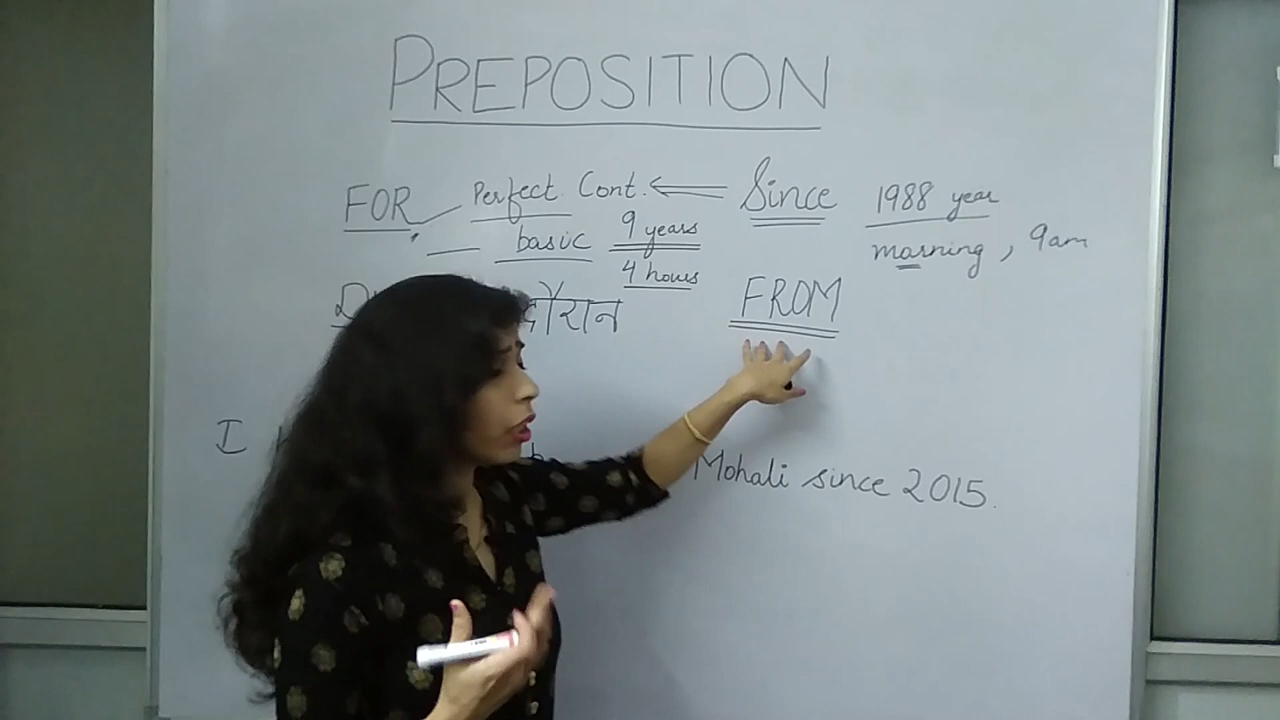 PREPOSITION
FOR Perfect Cont. Since 1988 year
basic 9 years morning, 9am
4 hours
दौरान FROM
I Mohali since 2015.